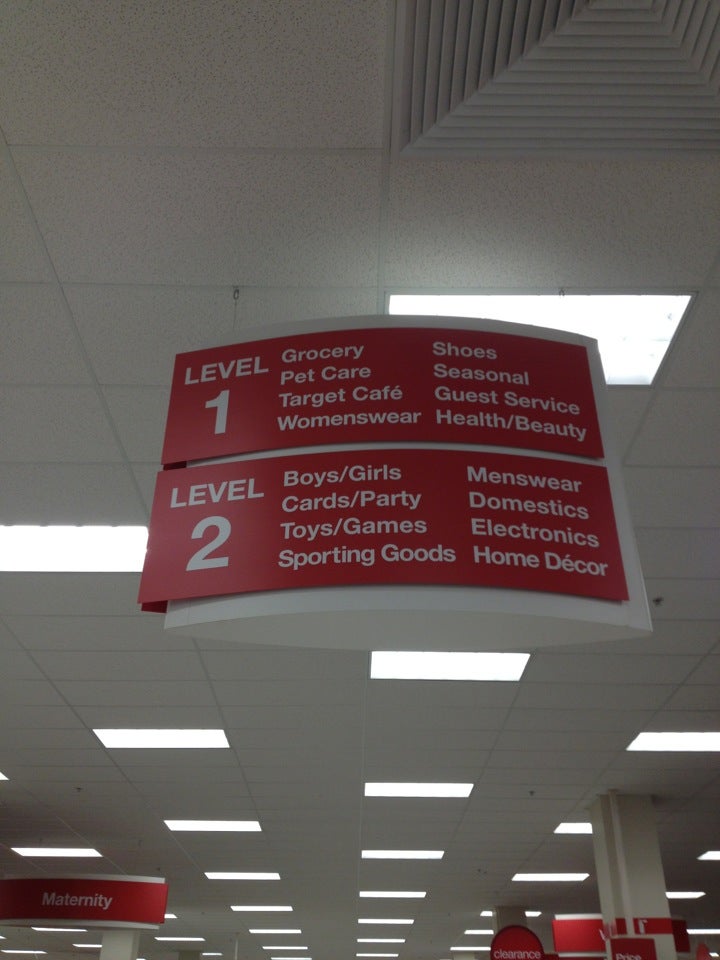 LEVEL
1
Grocery
Pet Care
Target Café
Womenswear
Shoes
Seasonal
Guest Service
Health/Beauty
LEVEL
2
Boys/Girls
Cards/Party
Toys/Games
Sporting Goods
Menswear
Domestics
Electronics
Home Décor
Maternity
clearance
Price